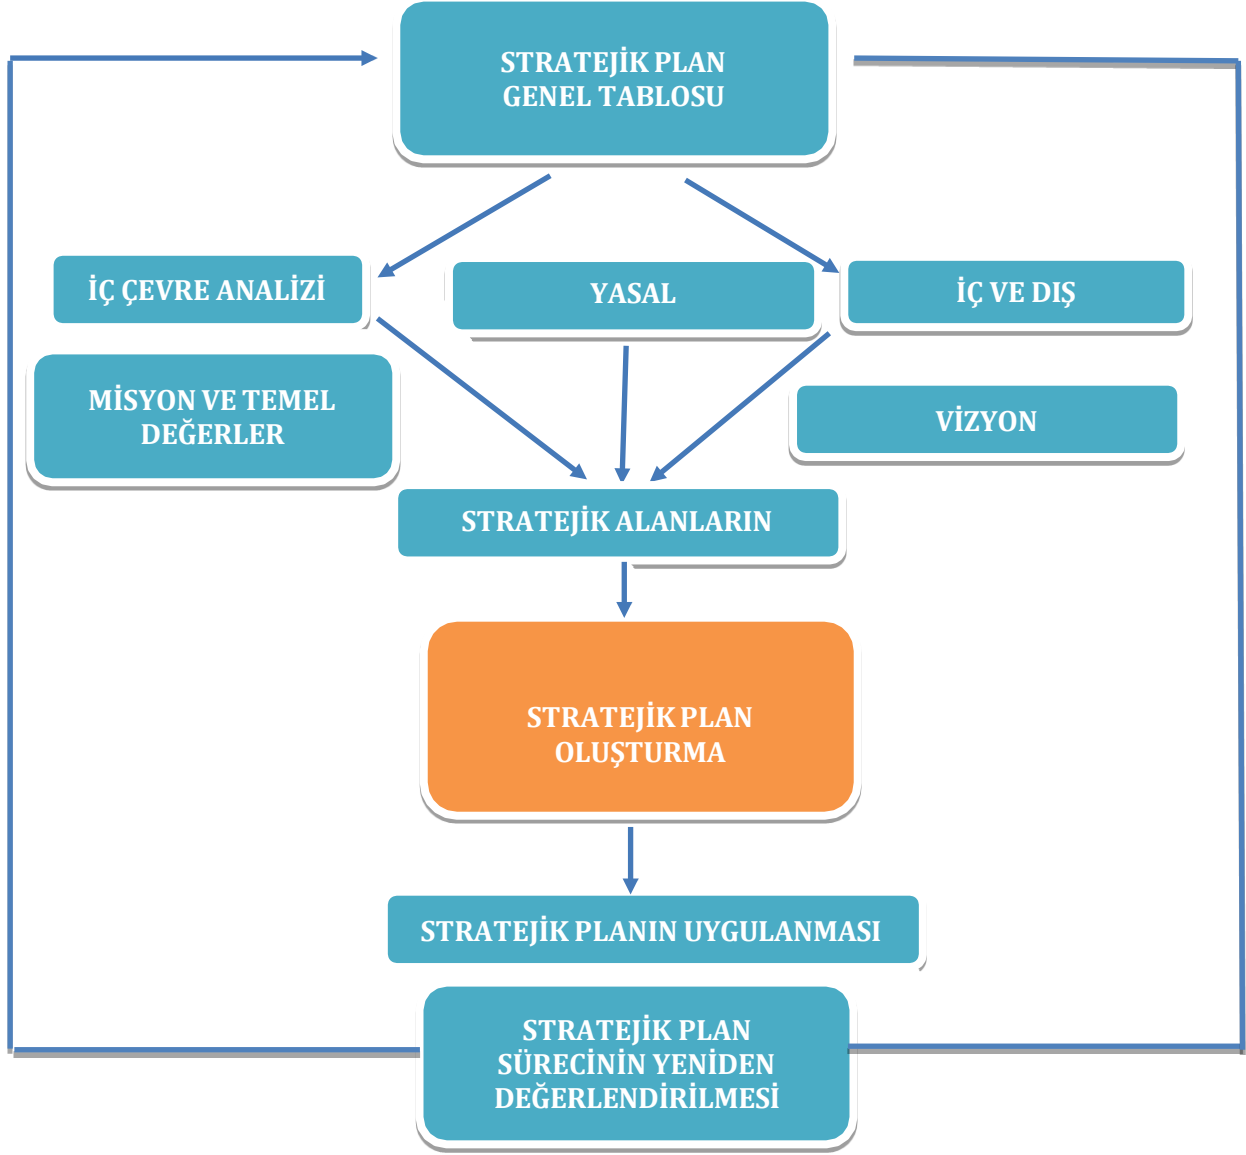 STRATEJİK PLAN
GENEL TABLOSU
İÇ ÇEVRE ANALİZİ
YASAL
İÇ VE DIŞ
MİSYON VE TEMEL
DEĞERLER
VİZYON
STRATEJİK ALANLARIN
STRATEJİK PLAN
OLUŞTURMA
STRATEJİK PLANIN UYGULANMASI
STRATEJİK PLAN
SÜRECİNİN YENİDEN
DEĞERLENDİRİLMESİ